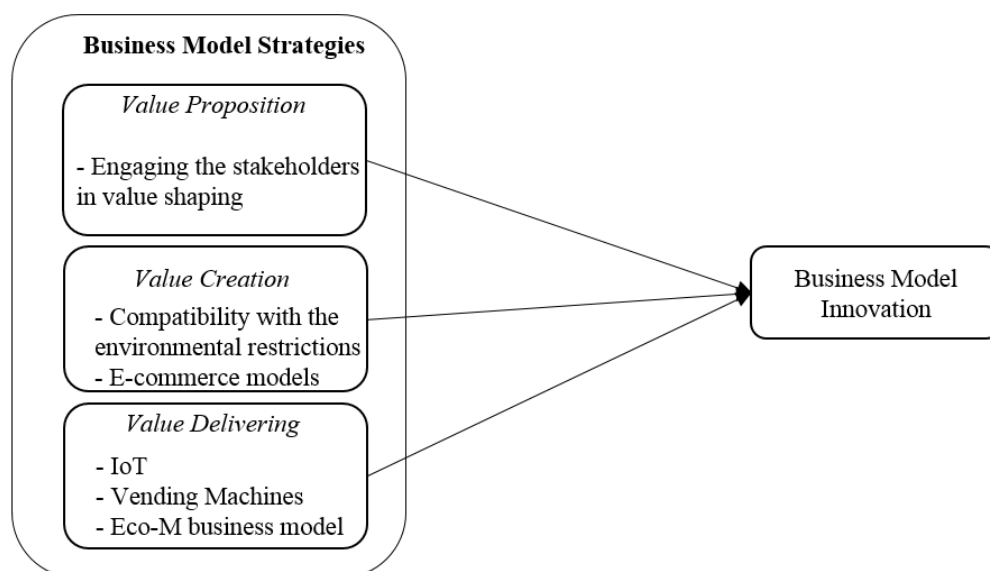 Business Model Strategies
Value Proposition
- Engaging the stakeholders
in value shaping
Value Creation
- Compatibility with the
environmental restrictions
- E-commerce models
Value Delivering
- IoT
- Vending Machines
- Eco-M business model
Business Model
Innovation